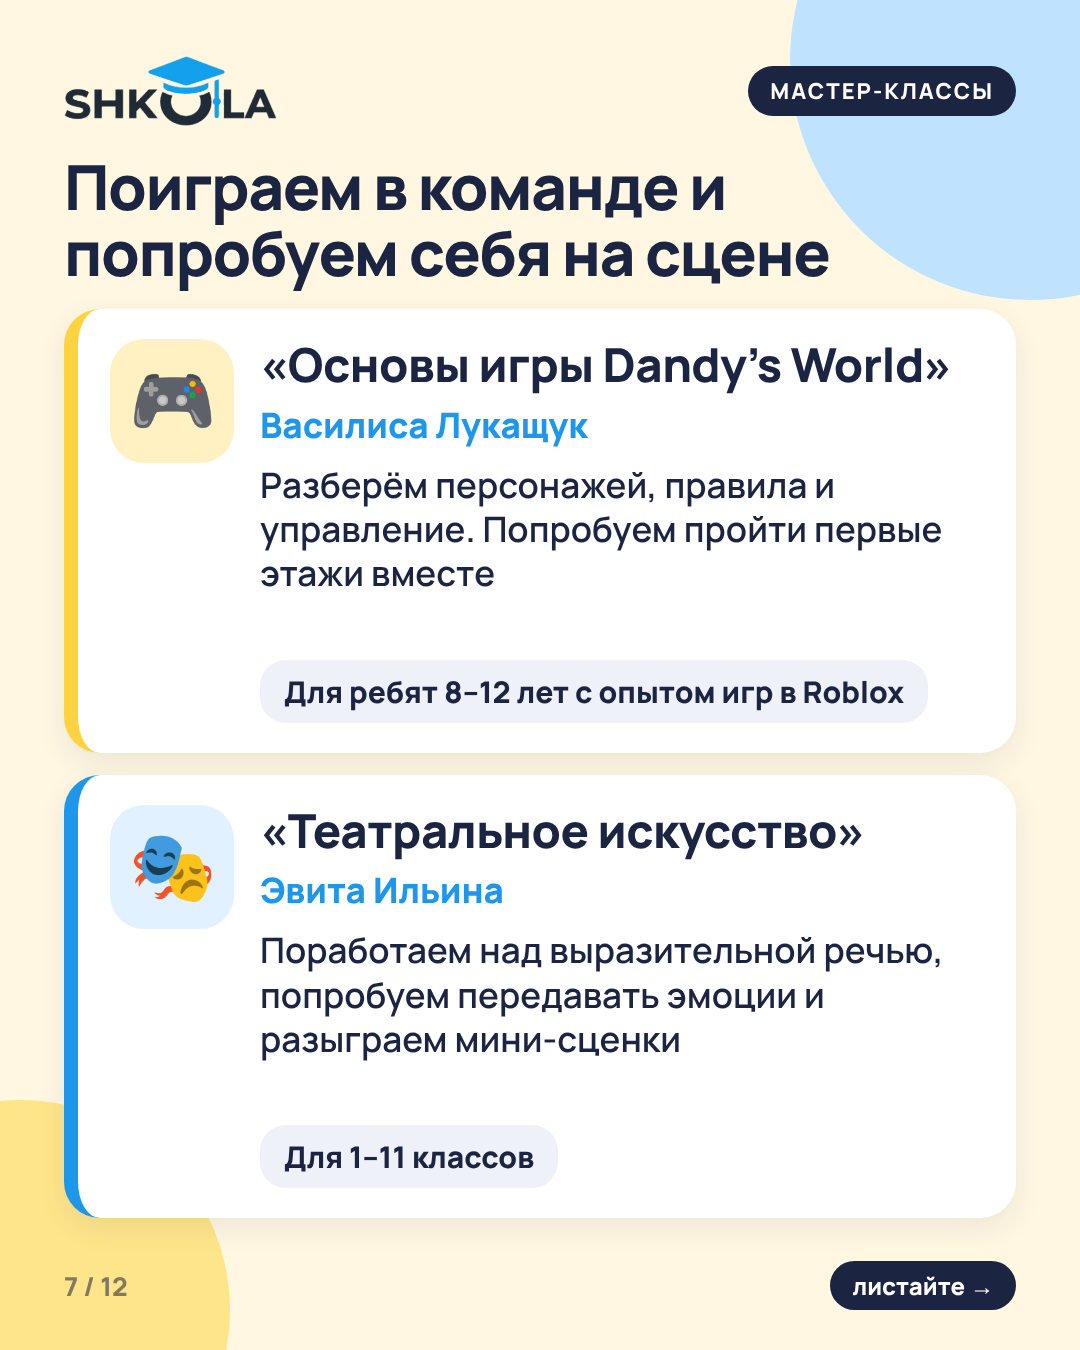 SHKOLA
МАСТЕР-КЛАССЫ
Поиграем в команде и
попробуем себя на сцене
«Основы игры Dandy’s World»
Василиса Лукащук
Разберём персонажей, правила и
управление. Попробуем пройти первые
этажи вместе
Для ребят 8–12 лет с опытом игр в Roblox
«Театральное искусство»
Эвита Ильина
Поработаем над выразительной речью,
попробуем передавать эмоции и
разыграем мини-сценки
Для 1–11 классов
7 / 12
листайте →